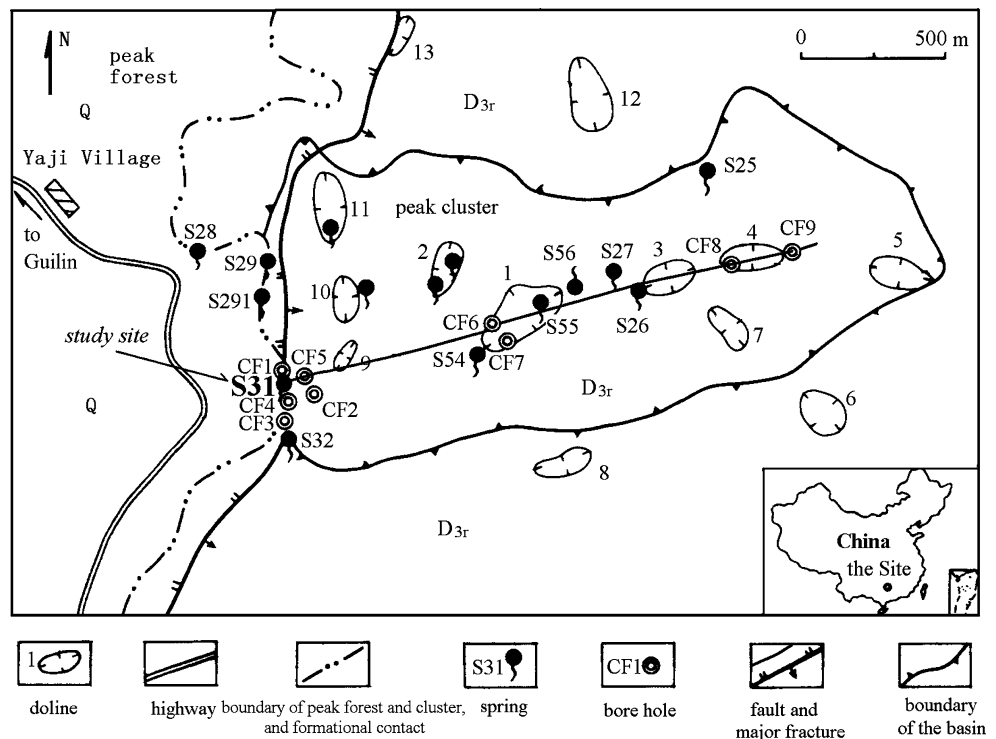 N
peak
forest
Q
Yaji Village
to
Guilin
study site
Q
13
D3r
12
0 500 m
S25
peak cluster
11
S28
S29
S291
2
10
1
S56
S27
3
CF8
4
CF9
5
CF6
S55
S26
7
S54
CF7
9
CF1
CF5
S31
CF4
CF2
CF3
S32
D3r
6
8
D3r
China
the Site
1
S31
CF1
doline
highway
boundary of peak forest and cluster,
and formational contact
spring
bore hole
fault and
major fracture
boundary
of the basin